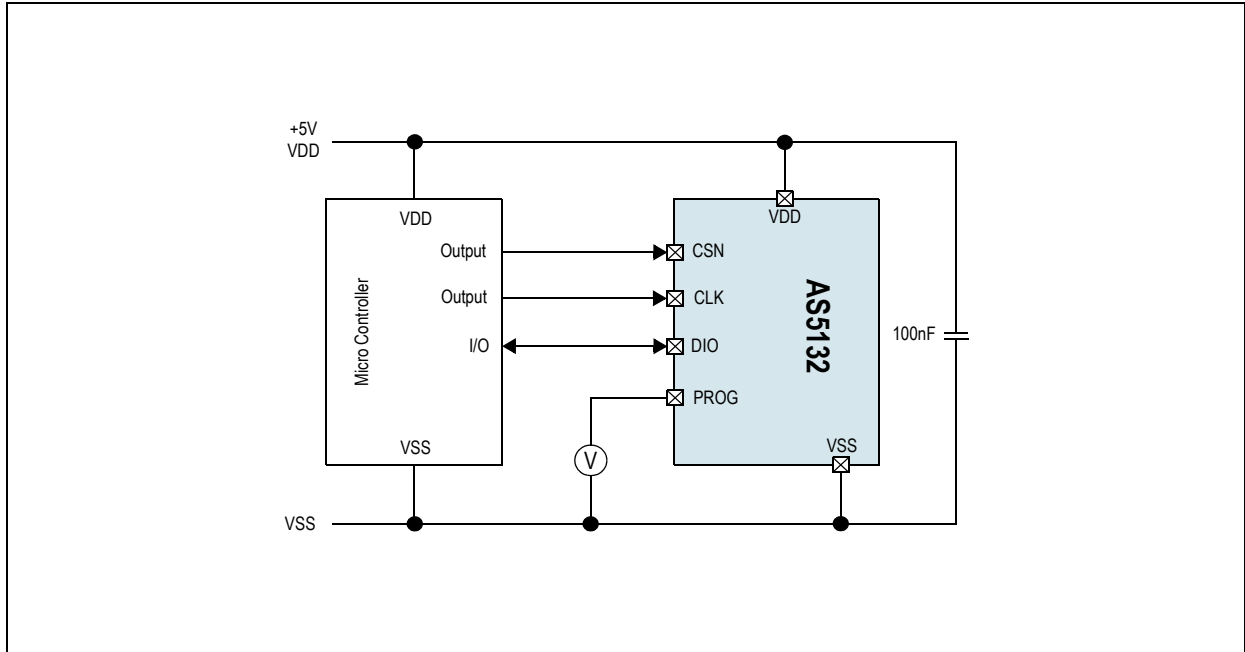 +5V
VDD
VDD
VDD
Output
CSN
Output
CLK
I/O
DIO
PROG
Micro Controller
AS5132
100nF
VSS
VSS
V
VSS